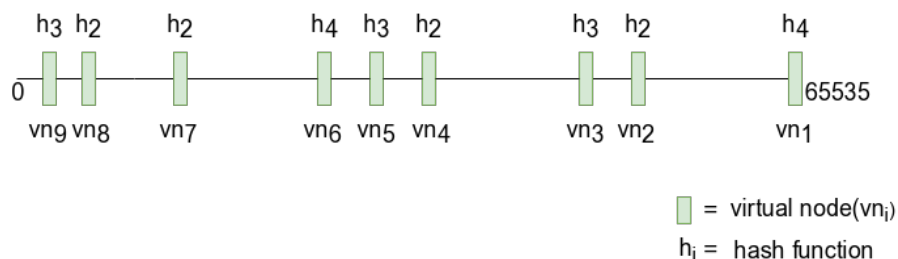 h3 h2 h2 h4 h3 h2 h3 h2 h4
0 65535
vn9 vn8 vn7 vn6 vn5 vn4 vn3 vn2 vn1
= virtual node(vni)
hi = hash function